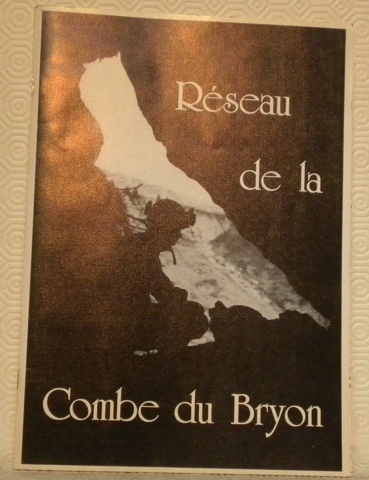 Réseau
de la
Combe du Bryon